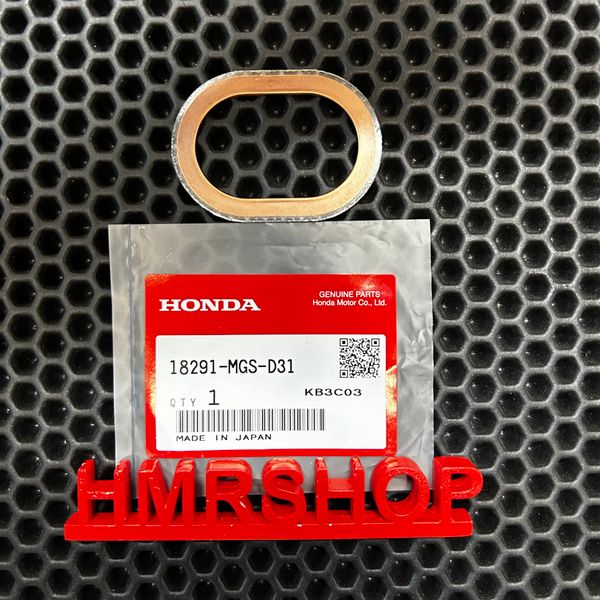 HONDA
GENUINE PARTS
Honda Motor Co., Ltd.
18291-MGS-D31
QTY 1
KB3C03
MADE IN JAPAN
HMRSHOP